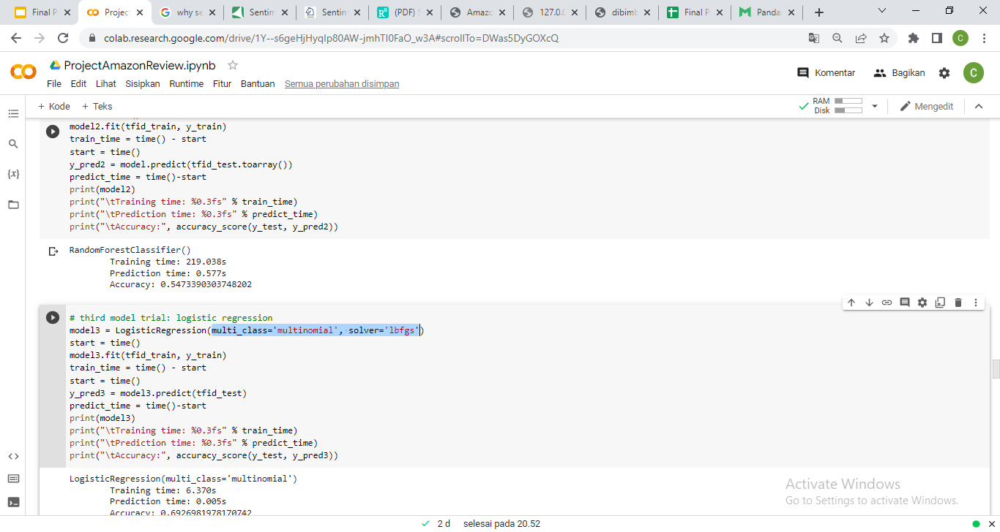 Final P
Project
why se
Sentim
Sentim
(PDF) S
Amazo
127.0.0
dibimb
Final P
Panda
colab.research.google.com/drive/1Y--s6geHjHyqIp80AW-jmhTI0FaO_w3A#scrollTo=DWas5DyGOXcQ
C
ProjectAmazonReview.ipynb
File Edit Lihat Sisipkan Runtime Fitur Bantuan Semua perubahan disimpan
Komentar
Bagikan
C
+ Kode + Teks
RAM
Disk
Mengedit
model2.fit(tfid_train, y_train)
train_time = time() - start
start = time()
y_pred2 = model.predict(tfid_test.toarray())
predict_time = time()-start
print(model2)
print("\tTraining time: %0.3fs" % train_time)
print("\tPrediction time: %0.3fs" % predict_time)
print("\tAccuracy:", accuracy_score(y_test, y_pred2))
RandomForestClassifier()
Training time: 219.038s
Prediction time: 0.577s
Accuracy: 0.5473390303748202
# third model trial: logistic regression
model3 = LogisticRegression(multi_class='multinomial', solver='lbfgs')
start = time()
model3.fit(tfid_train, y_train)
train_time = time() - start
start = time()
y_pred3 = model3.predict(tfid_test)
predict_time = time()-start
print(model3)
print("\tTraining time: %0.3fs" % train_time)
print("\tPrediction time: %0.3fs" % predict_time)
print("\tAccuracy:", accuracy_score(y_test, y_pred3))
LogisticRegression(multi_class='multinomial')
Training time: 6.370s
Prediction time: 0.005s
Accuracy: 0.6926981978170742
Activate Windows
Go to Settings to activate Windows.
2 d selesai pada 20.52